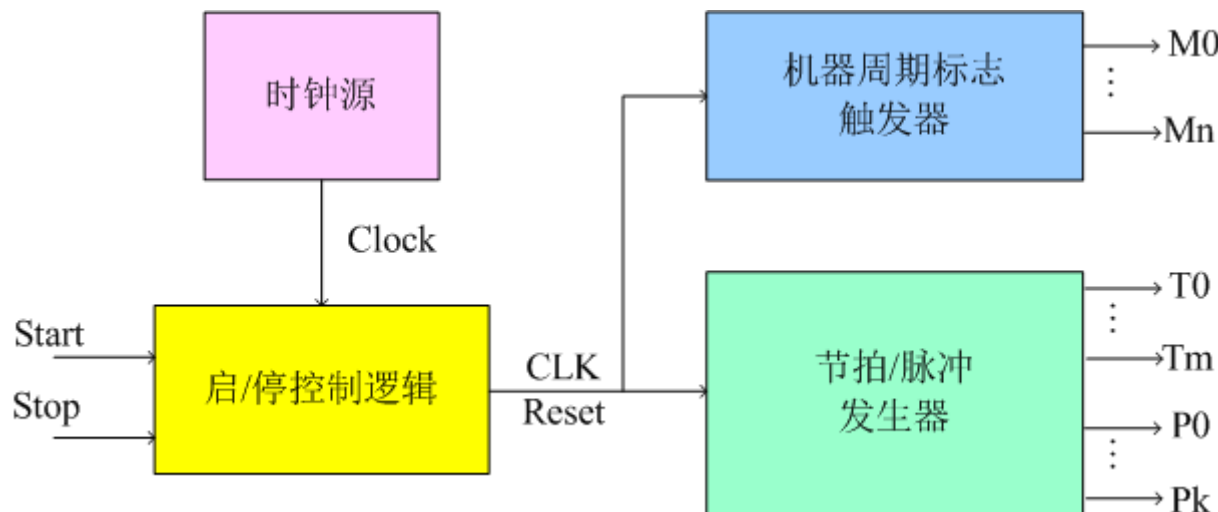 时钟源
机器周期标志
触发器
M0
⋮
Mn
Clock
Start
Stop
启/停控制逻辑
CLK
Reset
节拍/脉冲
发生器
T0
⋮
Tm
P0
⋮
Pk